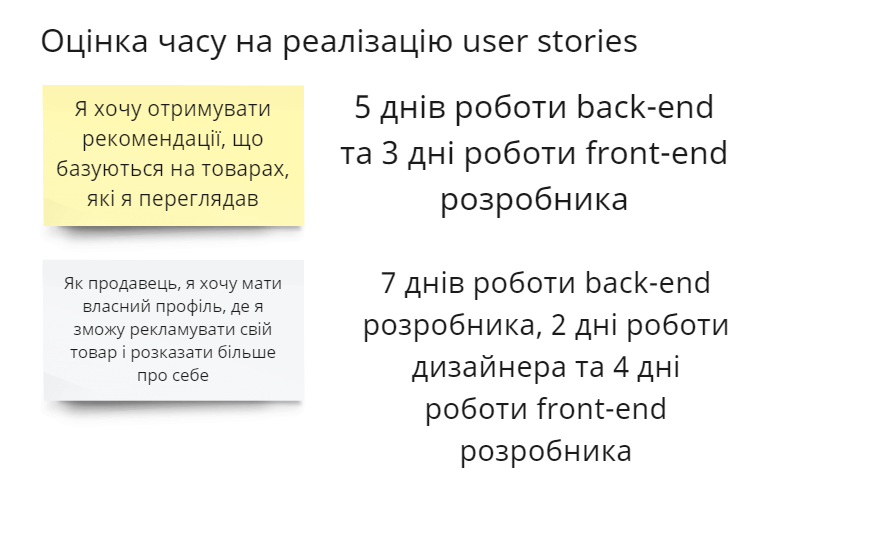 Оцінка часу на реалізацію user stories
Я хочу отримувати
рекомендації, що
базуються на товарах,
які я переглядав
5 днів роботи back-end
та 3 дні роботи front-end
розробника
Як продавець, я хочу мати
власний профіль, де я
зможу рекламувати свій
товар і розказати більше
про себе
7 днів роботи back-end
розробника, 2 дні роботи
дизайнера та 4 дні
роботи front-end
розробника